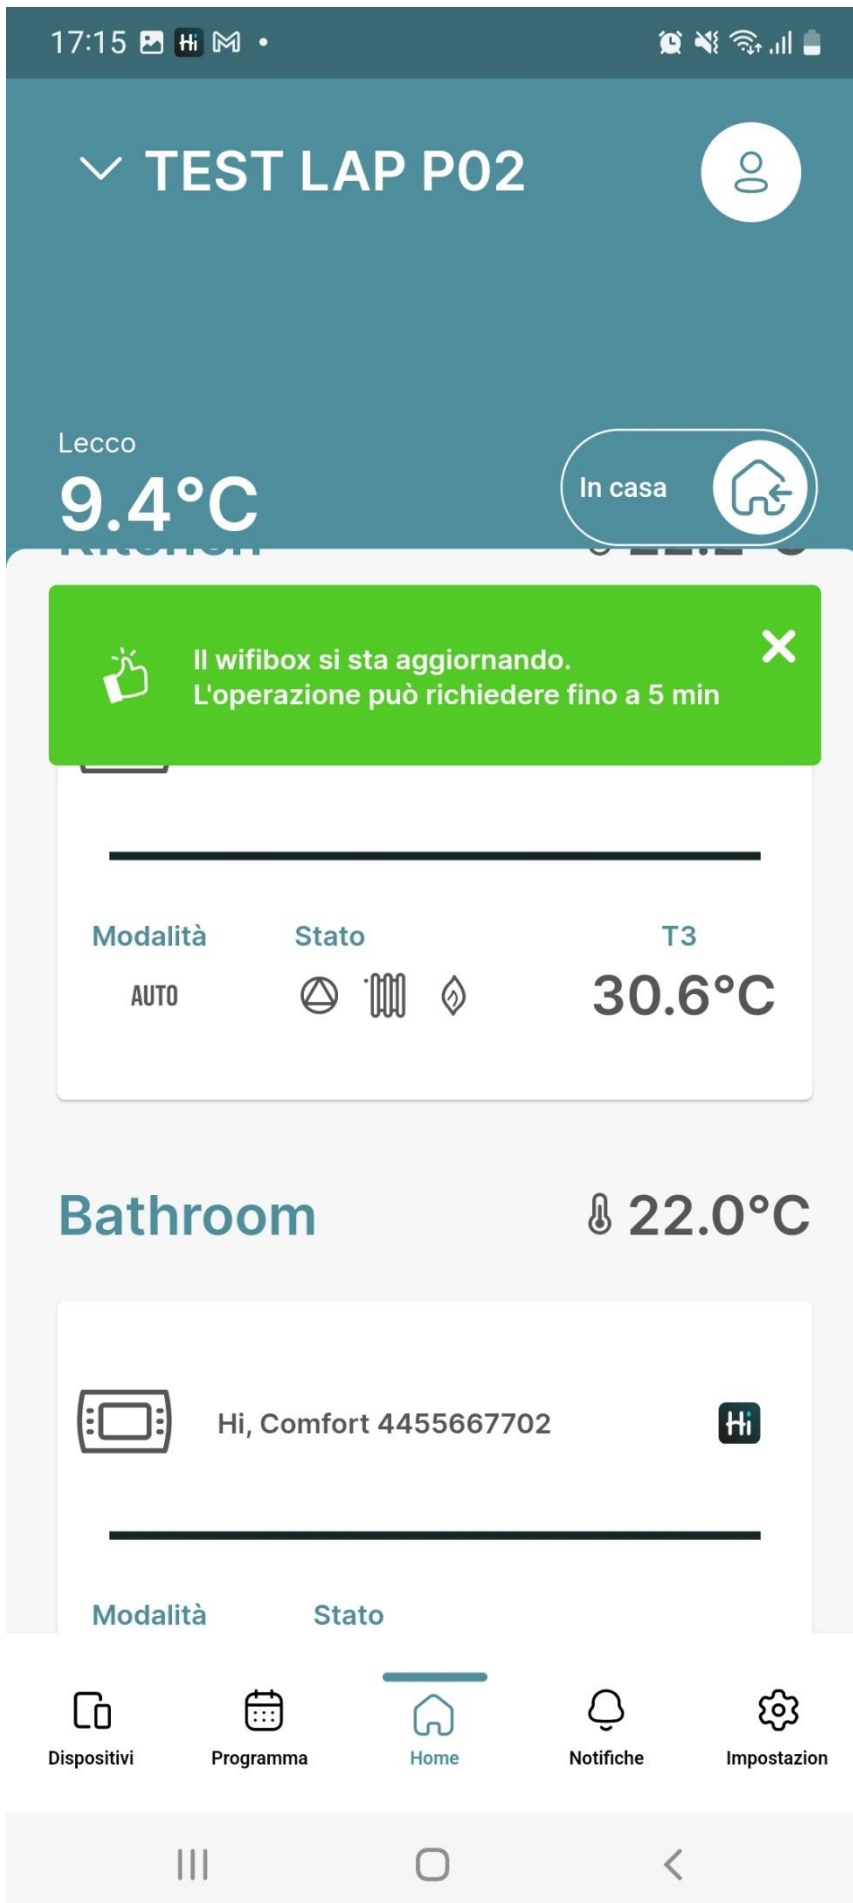 17:15 Hi
TEST LAP P02
Lecco
9.4°C
In casa
Il wifibox si sta aggiornando.
L'operazione può richiedere fino a 5 min
Modalità Stato T3
AUTO 30.6°C
Bathroom 22.0°C
Hi, Comfort 4455667702 Hi
Modalità Stato
Dispositivi Programma Home Notifiche Impostazion